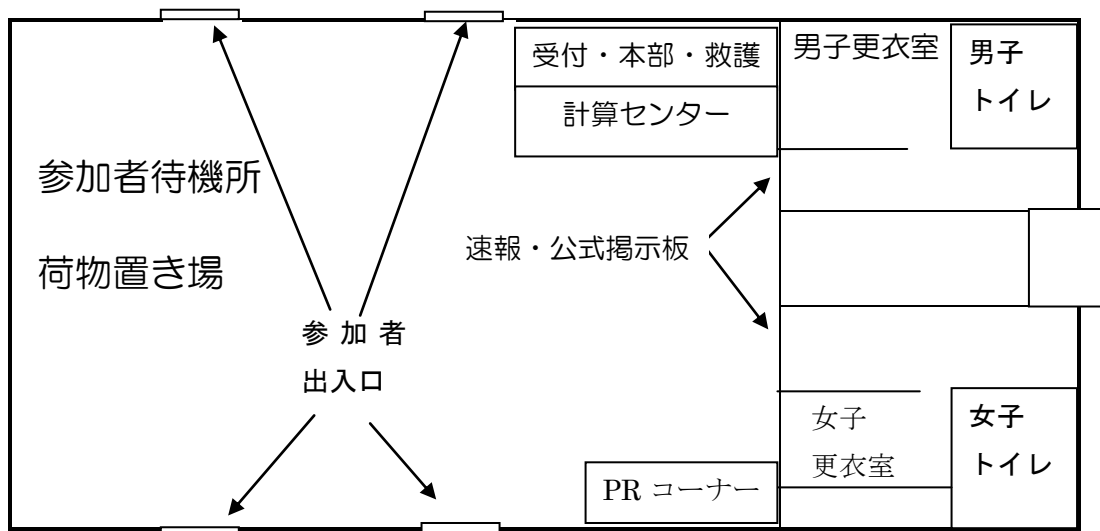 受付・本部・救護
計算センター
男子更衣室
男子
トイレ
参加者待機所
荷物置き場
速報・公式掲示板
参加者
出入口
女子
更衣室
女子
トイレ
PR コーナー